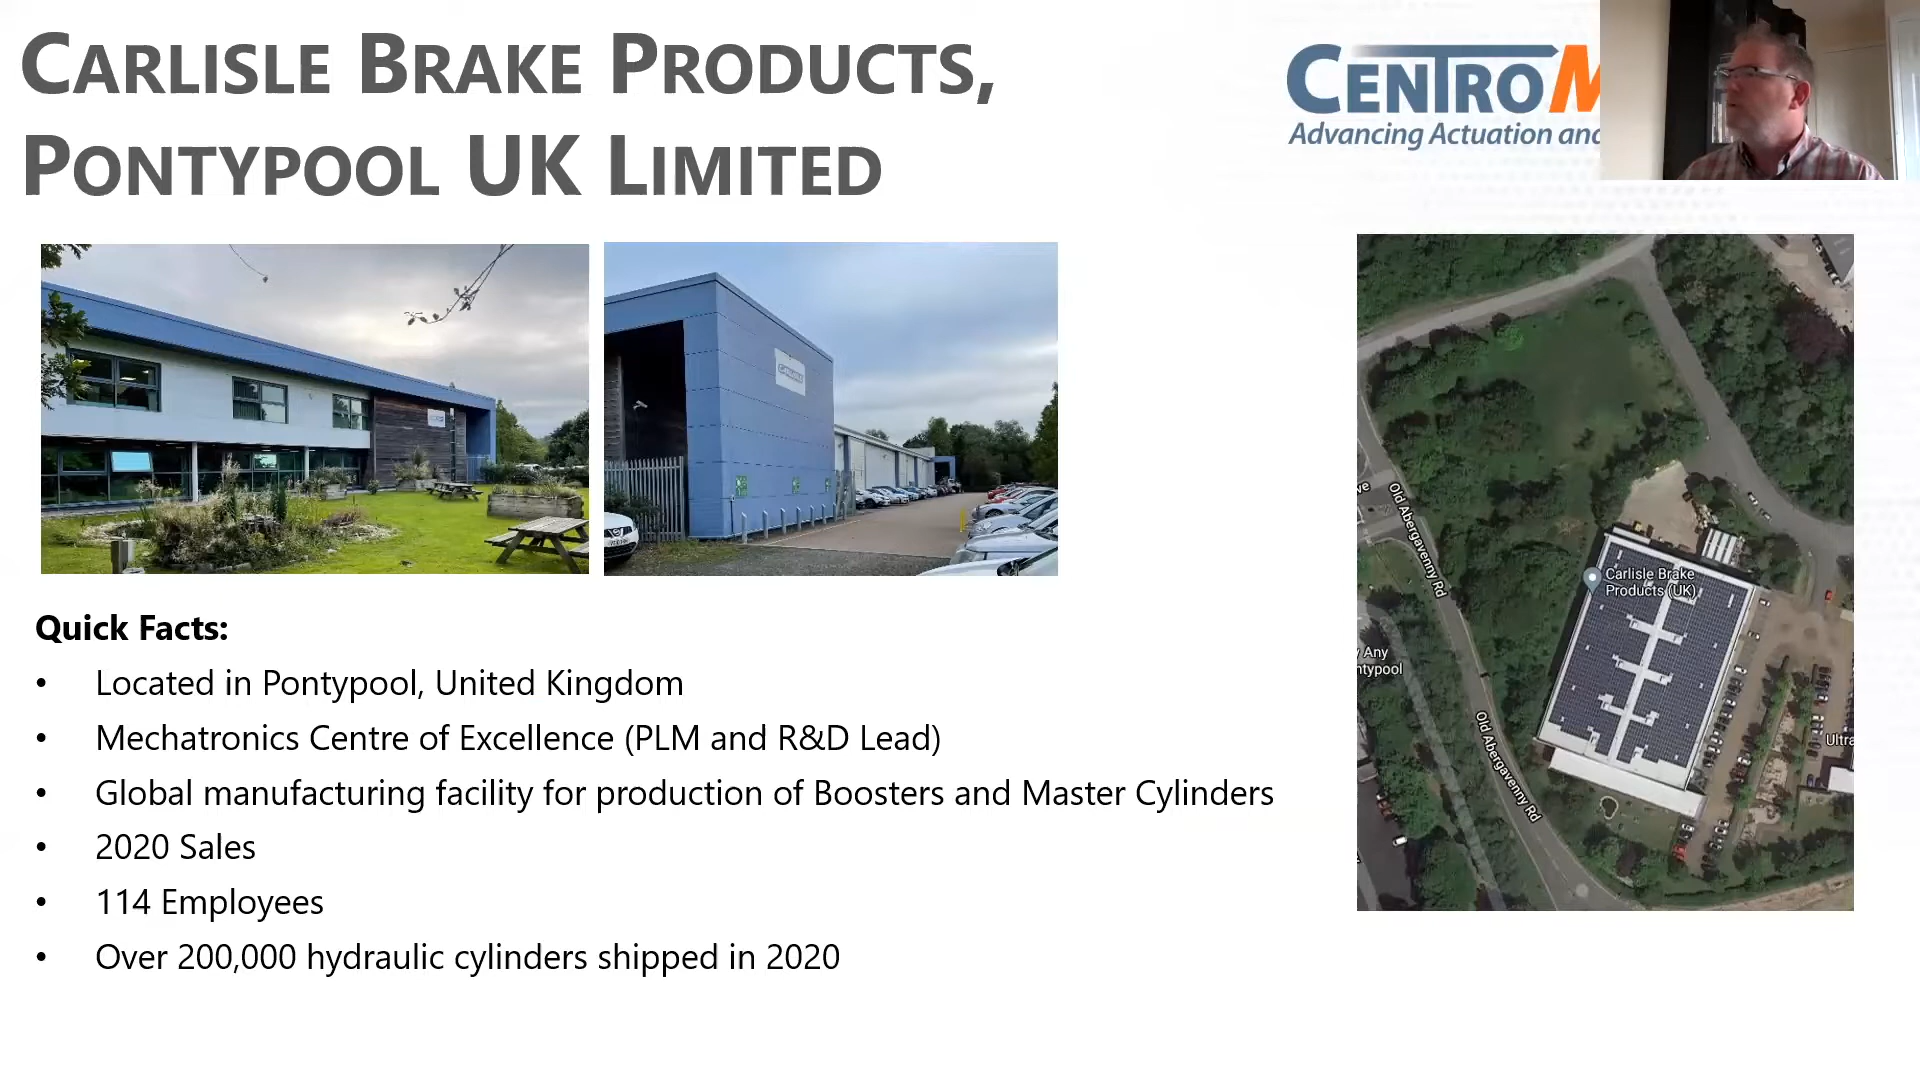 CARLISLE BRAKE PRODUCTS,
PONTYPOOL UK LIMITED
CENTROM
Advancing Actuation and
Quick Facts:
• Located in Pontypool, United Kingdom
• Mechatronics Centre of Excellence (PLM and R&D Lead)
• Global manufacturing facility for production of Boosters and Master Cylinders
• 2020 Sales
• 114 Employees
• Over 200,000 hydraulic cylinders shipped in 2020
ve
Old Abergavenny Rd
Carlisle Brake
Products (UK)
Any
ntypool
Old Abergavenny Rd
Ultra